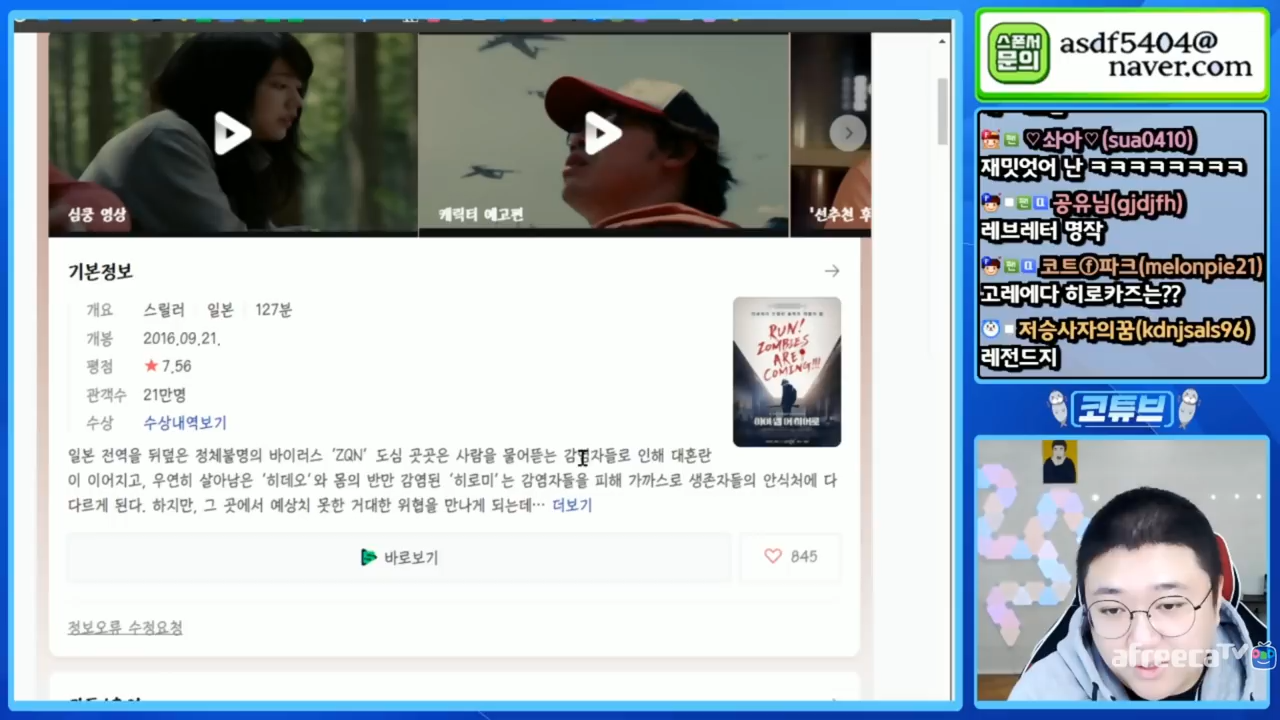 심쿵 영상
캐릭터 예고편
'선추천 후
기본정보
개요 스릴러 일본 127분
개봉 2016.09.21.
평점 ★ 7.56
관객수 21만명
수상 수상내역보기
RUN!
ZOMBIES
ARE?
COMING!!!
아이 앰 어 히어로
일본 전역을 뒤덮은 정체불명의 바이러스 'ZQN' 도심 곳곳은 사람을 물어뜯는 감염자들로 인해 대혼란
이 이어지고, 우연히 살아남은 '히데오'와 몸의 반만 감염된 '히로미'는 감염자들을 피해 가까스로 생존자들의 안식처에 다
다르게 된다. 하지만, 그 곳에서 예상치 못한 거대한 위협을 만나게 되는데… 더보기
바로보기
845
정보오류 수정요청
스폰서
문의
asdf5404@
naver.com
♡솨아♡(sua0410)
재밋엇어 난 ㅋㅋㅋㅋㅋㅋㅋㅋ
공유님(gjdjfh)
레브레터 명작
코트ⓕ파크(melonpie21)
고레에다 히로카즈는??
저승사자의꿈(kdnjsals96)
레전드지
코튜브
afreecaTV